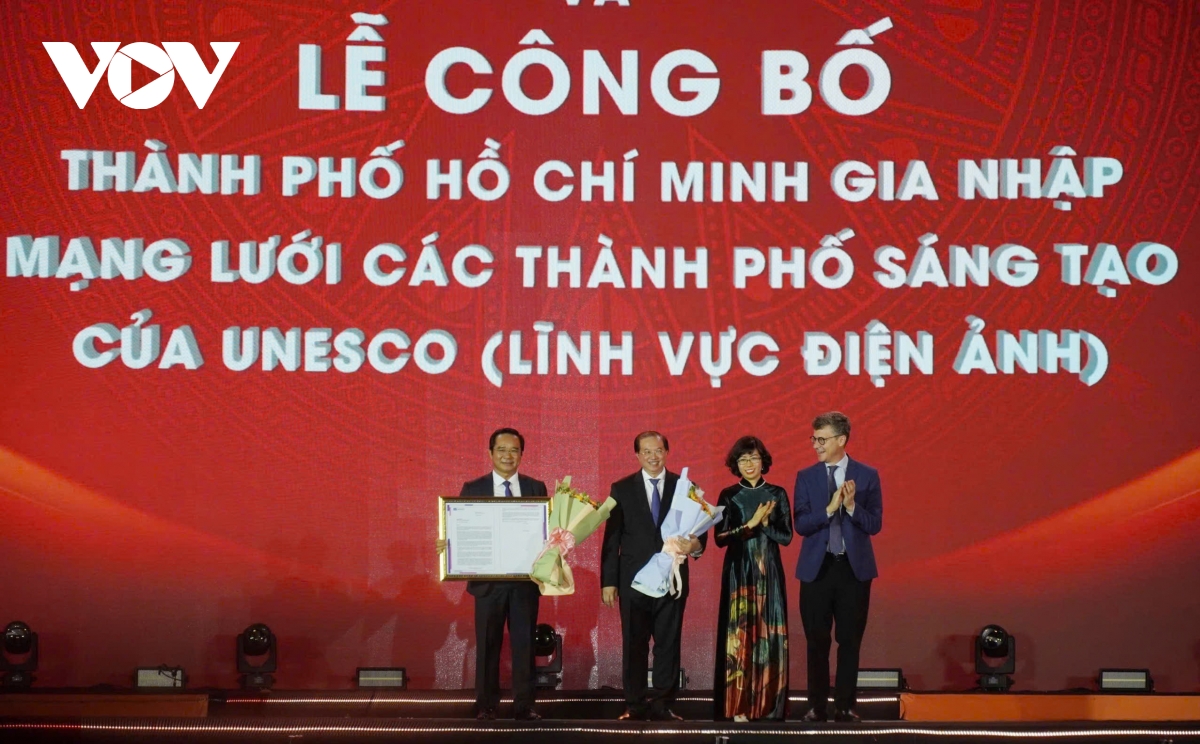 VÀ
VOV
LỄ CÔNG BỐ
THÀNH PHỐ HỒ CHÍ MINH GIA NHẬP
MẠNG LƯỚI CÁC THÀNH PHỐ SÁNG TẠO
CỦA UNESCO (LĨNH VỰC ĐIỆN ẢNH)